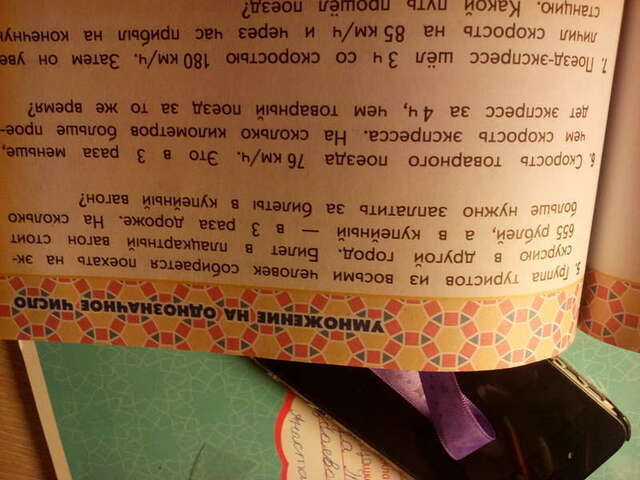 УМНОЖЕНИЕ НА ОДНОЗНАЧНОЕ ЧИСЛО
5. Группа туристов из восьми человек собирается поехать на эк-
скурсию в другой город. Билет в плацкартный вагон стоит
655 рублей, а в купейный — в 3 раза дороже. На сколько
больше нужно заплатить за билеты в купейный вагон?
6. Скорость товарного поезда 76 км/ч. Это в 3 раза меньше,
чем скорость экспресса. На сколько километров больше прое-
дет экспресс за 4 ч, чем товарный поезд за то же время?
7. Поезд-экспресс шёл 3 ч со скоростью 180 км/ч. Затем он уве
личил скорость на 85 км/ч и через час прибыл на конечную
станцию. Какой путь прошёл поезд?